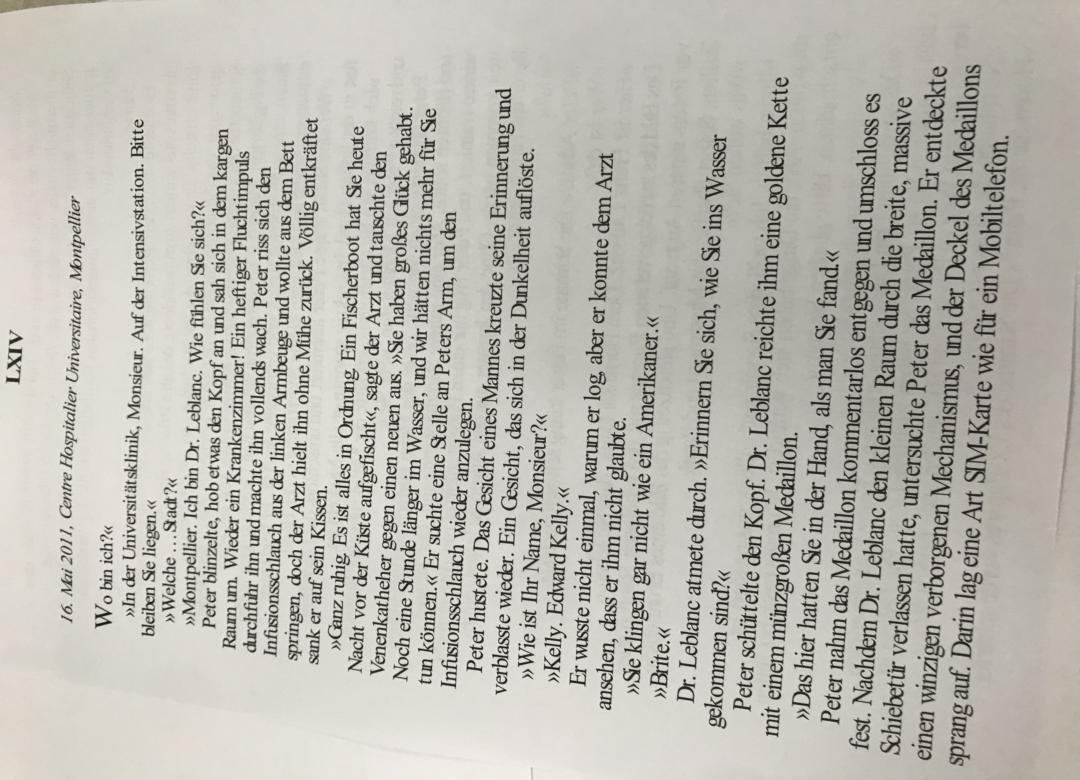 LXIV
16. Mai 2011, Centre Hospitalier Universitaire, Montpellier
Wo bin ich?«
»In der Universitätsklinik, Monsieur. Auf der Intensivstation. Bitte
bleiben Sie liegen.«
»Welche ... Stadt?«
»Montpellier. Ich bin Dr. Leblanc. Wie fühlen Sie sich?«
Peter blinzelte, hob etwas den Kopf an und sah sich in dem kargen
Raum um. Wieder ein Krankenzimmer! Ein heftiger Fluchtimpuls
durchfuhr ihn und machte ihn vollends wach. Peter riss sich den
Infusionsschlauch aus der linken Armbeuge und wollte aus dem Bett
springen, doch der Arzt hielt ihn ohne Mühe zurück. Völlig entkräftet
sank er auf sein Kissen.
»Ganz ruhig. Es ist alles in Ordnung. Ein Fischerboot hat Sie heute
Nacht vor der Küste aufgefischt«, sagte der Arzt und tauschte den
Venenkatheher gegen einen neuen aus. »Sie haben großes Glück gehabt.
Noch eine Stunde länger im Wasser, und wir hätten nichts mehr für Sie
tun können.« Er suchte eine Stelle an Peters Arm, um den
Infusionsschlauch wieder anzulegen.
Peter hustete. Das Gesicht eines Mannes kreuzte seine Erinnerung und
verblasste wieder. Ein Gesicht, das sich in der Dunkelheit auflöste.
»Wie ist Ihr Name, Monsieur?«
»Kelly. Edward Kelly.«
Er wusste nicht einmal, warum er log, aber er konnte dem Arzt
ansehen, dass er ihm nicht glaubte.
»Sie klingen gar nicht wie ein Amerikaner.«
»Brite.«
Dr. Leblanc atmete durch. »Erinnern Sie sich, wie Sie ins Wasser
gekommen sind?«
Peter schüttelte den Kopf. Dr. Leblanc reichte ihm eine goldene Kette
mit einem münzgroßen Medaillon.
»Das hier hatten Sie in der Hand, als man Sie fand.«
Peter nahm das Medaillon kommentarlos entgegen und umschloss es
fest. Nachdem Dr. Leblanc den kleinen Raum durch die breite, massive
Schiebetür verlassen hatte, untersuchte Peter das Medaillon. Er entdeckte
einen winzigen verborgenen Mechanismus, und der Deckel des Medaillons
sprang auf. Darin lag eine Art SIM-Karte wie für ein Mobiltelefon.